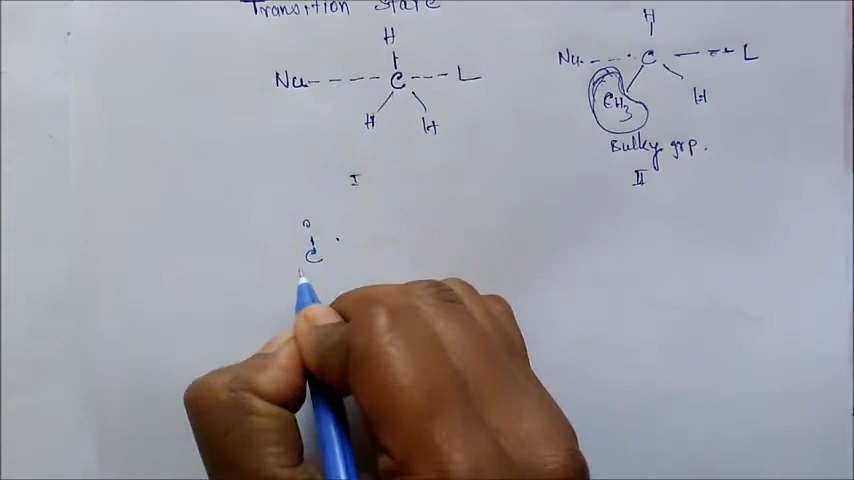 Transition State
H
Nu------C---L
H H
I
H
Nu---C---L
CH3 H
Bulky grp.
II
C